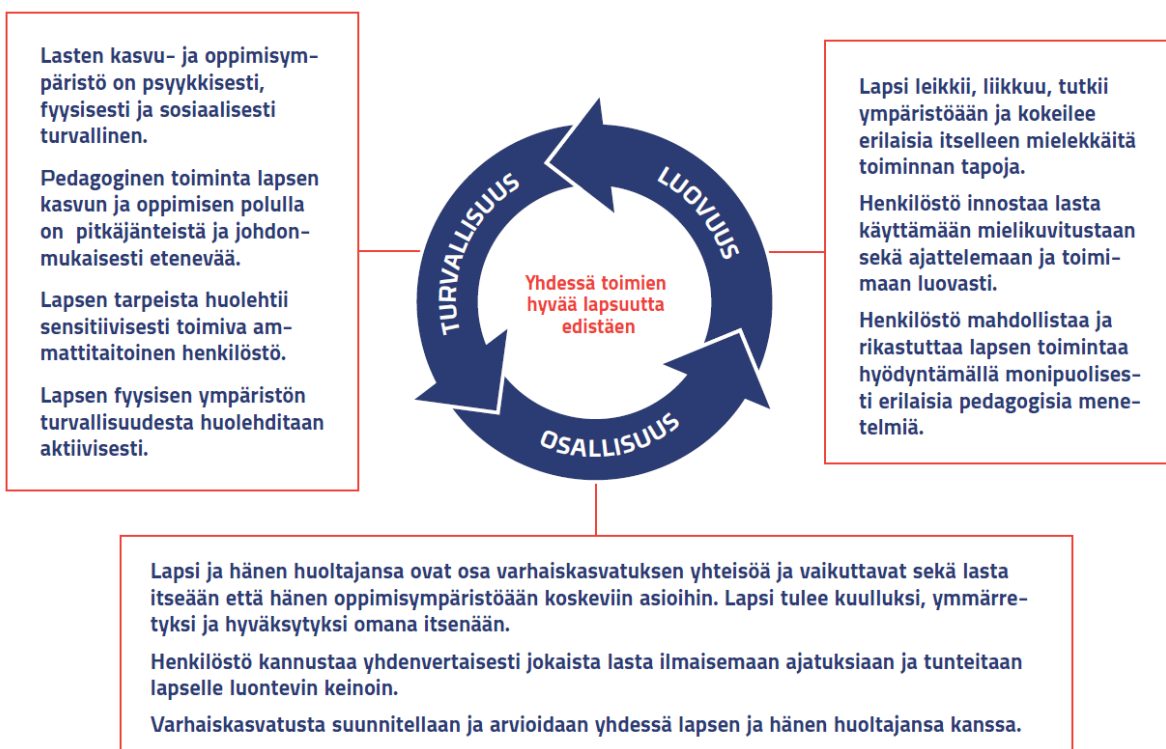 Lasten kasvu- ja oppimisym-
päristö on psyykkisesti,
fyysisesti ja sosiaalisesti
turvallinen.
Pedagoginen toiminta lapsen
kasvun ja oppimisen polulla
on pitkäjänteistä ja johdon-
mukaisesti etenevää.
Lapsen tarpeista huolehtii
sensitiivisesti toimiva am-
mattitaitoinen henkilöstö.
Lapsen fyysisen ympäristön
turvallisuudesta huolehditaan
aktiivisesti.
TURVALLISUUS
LUOVUUS
OSALLISUUS
Yhdessä toimien
hyvää lapsuutta
edistäen
Lapsi leikkii, liikkuu, tutkii
ympäristöään ja kokeilee
erilaisia itselleen mielekkäitä
toiminnan tapoja.
Henkilöstö innostaa lasta
käyttämään mielikuvitustaan
sekä ajattelemaan ja toimi-
maan luovasti.
Henkilöstö mahdollistaa ja
rikastuttaa lapsen toimintaa
hyödyntämällä monipuolises-
ti erilaisia pedagogisia mene-
telmiä.
Lapsi ja hänen huoltajansa ovat osa varhaiskasvatuksen yhteisöä ja vaikuttavat sekä lasta
itseään että hänen oppimisympäristöään koskeviin asioihin. Lapsi tulee kuulluksi, ymmärre-
tyksi ja hyväksytyksi omana itsenään.
Henkilöstö kannustaa yhdenvertaisesti jokaista lasta ilmaisemaan ajatuksiaan ja tunteitaan
lapselle luontevin keinoin.
Varhaiskasvatusta suunnitellaan ja arvioidaan yhdessä lapsen ja hänen huoltajansa kanssa.